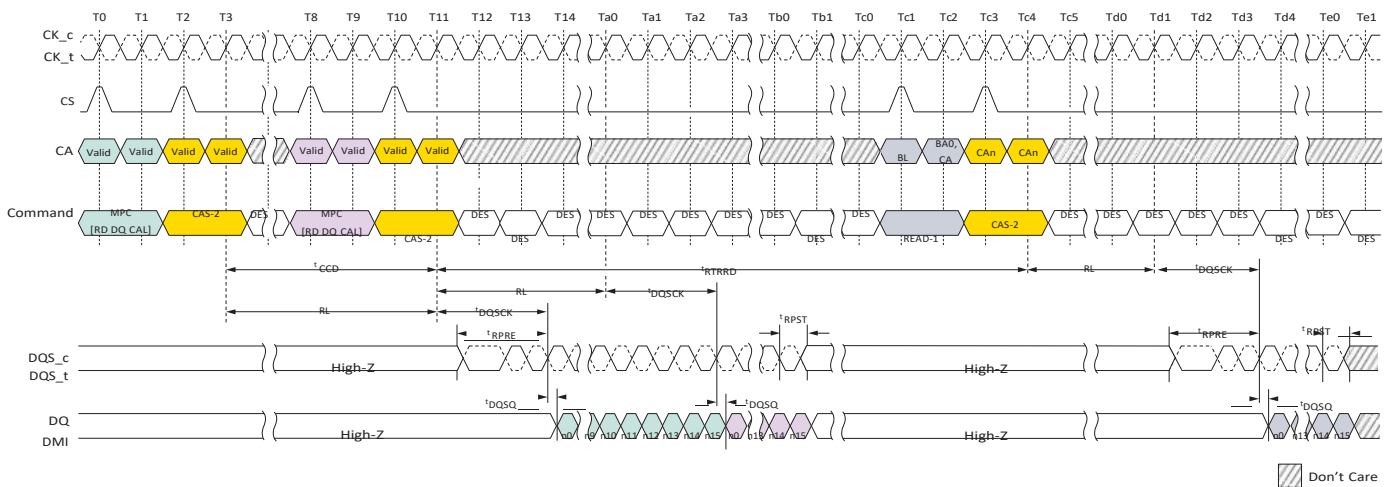 T0 T1 T2 T3 T8 T9 T10 T11 T12 T13 T14 Ta0 Ta1 Ta2 Ta3 Tb0 Tb1 Tc0 Tc1 Tc2 Tc3 Tc4 Tc5 Td0 Td1 Td2 Td3 Td4 Te0 Te1
CK_c
CK_t
CS
CA Valid Valid Valid Valid Valid Valid Valid Valid BL BA0, CA CAn CAn
Command MPC [RD DQ CAL] CAS-2 DES MPC [RD DQ CAL] CAS-2 DES DES DES DES DES DES DES DES DES DES READ-1 CAS-2 DES DES DES DES DES DES DES DES
tCCD tRTRRD RL tDQSCK
RL tDQSCK
RL tDQSCK
tRPRE tRPST tRPRE tRPST
DQS_c High-Z High-Z
DQS_t
tDQSQ tDQSQ tDQSQ
DQ High-Z n0 n9 n10 n11 n12 n13 n14 n15 n0 n13 n14 n15 High-Z n0 n13 n14 n15
DMI
Don't Care